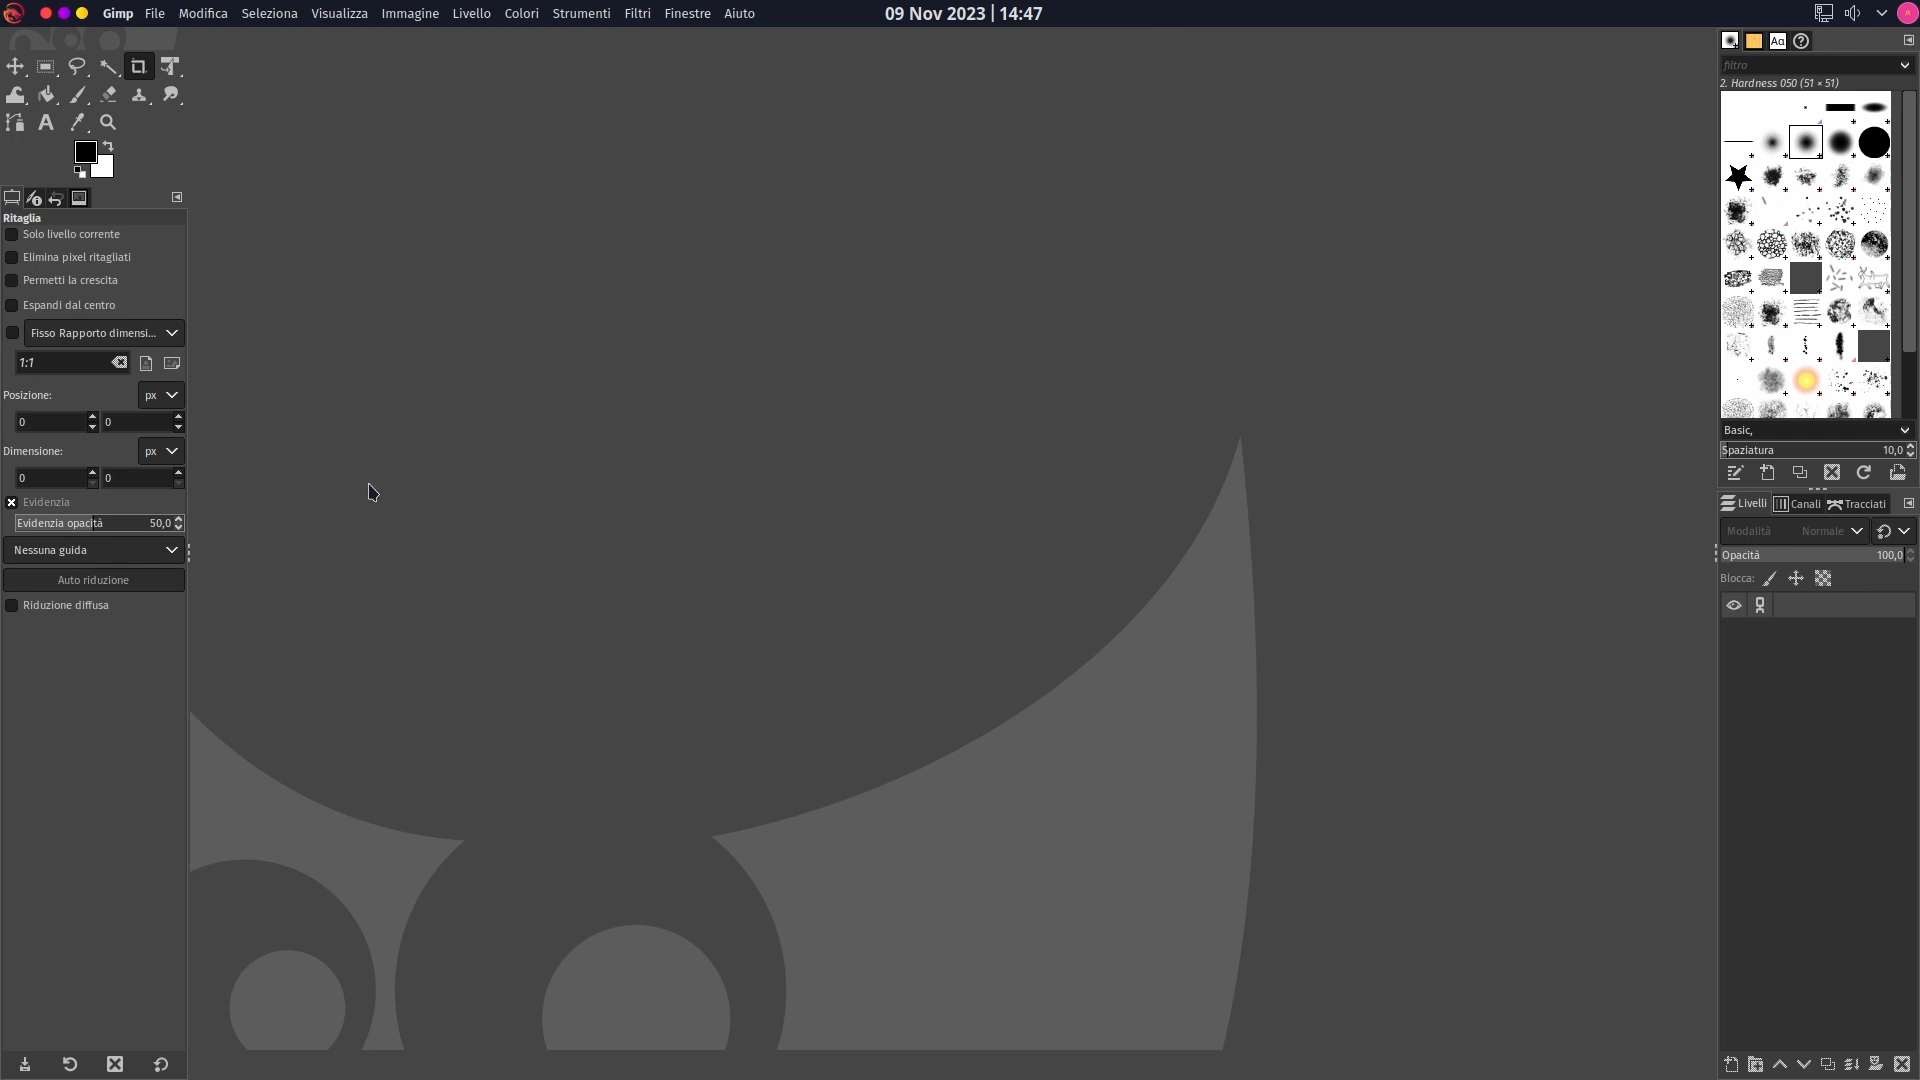 Gimp File Modifica Seleziona Visualizza Immagine Livello Colori Strumenti Filtri Finestre Aiuto 09 Nov 2023 | 14:47
filtro
2. Hardness 050 (51 × 51)
Ritaglia
Solo livello corrente
Elimina pixel ritagliati
Permetti la crescita
Espandi dal centro
Fisso Rapporto dimensi...
1:1
Posizione: px
0 0
Dimensione: px
0 0
Evidenzia
Evidenzia opacità 50,0
Nessuna guida
Auto riduzione
Riduzione diffusa
Basic,
Spaziatura 10,0
Livelli Canali Tracciati
Modalità Normale
Opacità 100,0
Blocca: